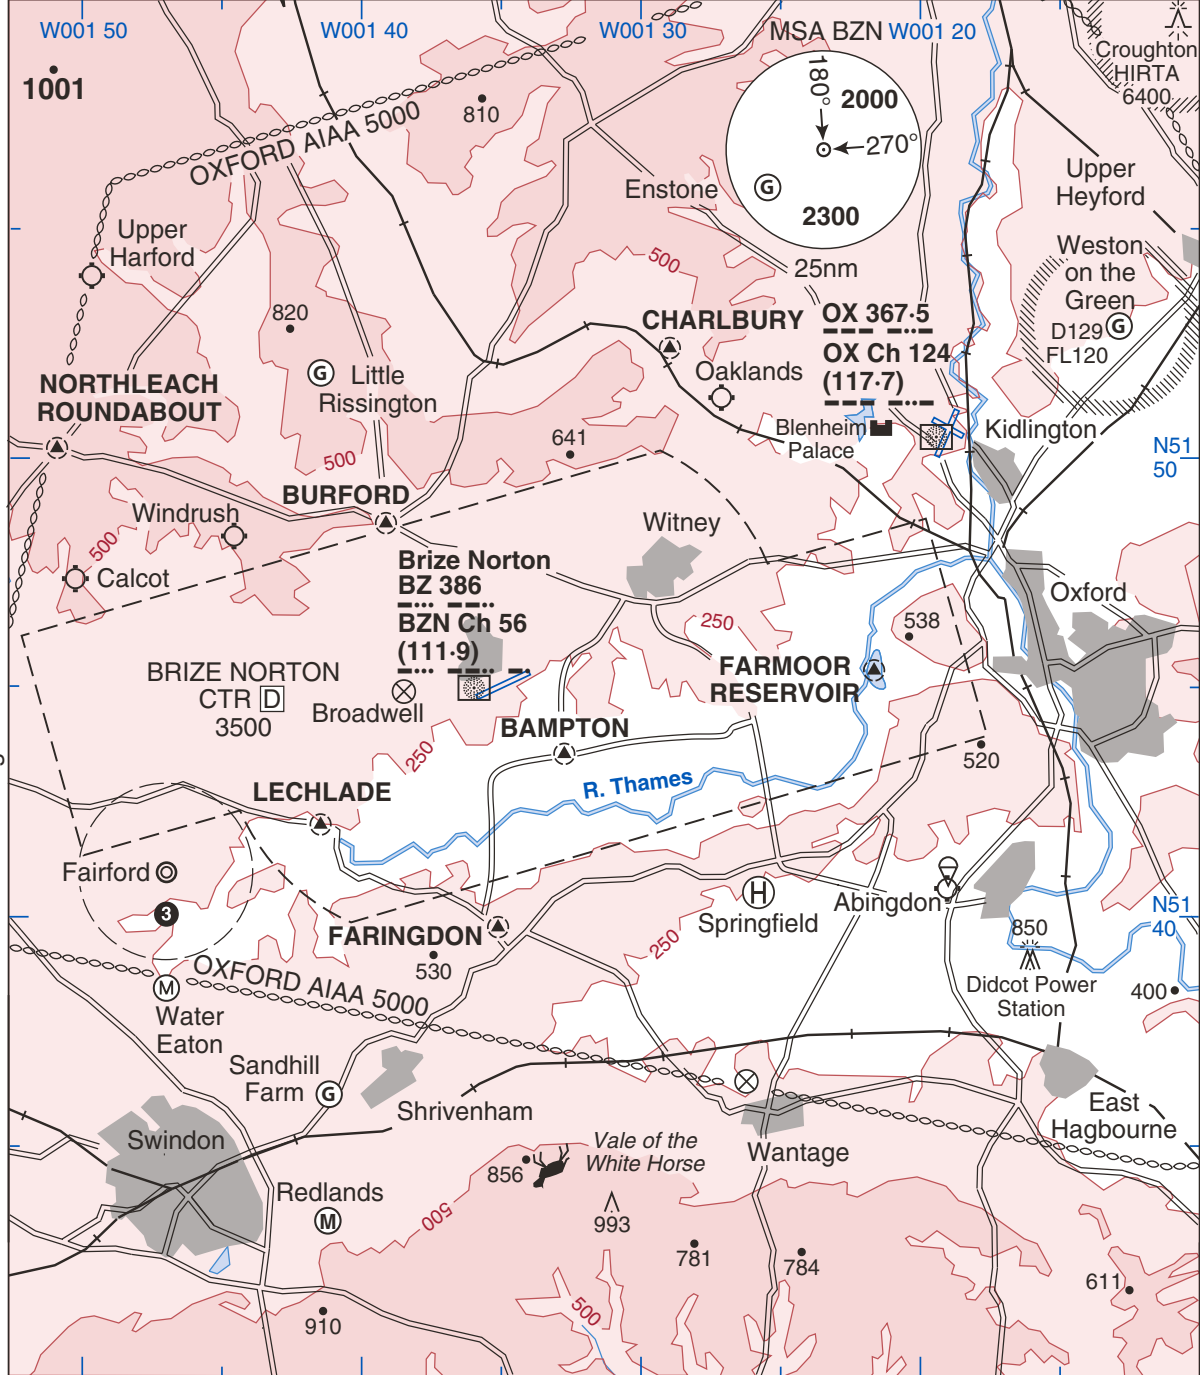 W001 50
W001 40
W001 30
MSA BZN
W001 20
180°
2000
270°
G
2300
25nm
Croughton
HIRTA
6400
1001
810
OXFORD AIAA 5000
Enstone
Upper
Heyford
Upper
Harford
Weston
on the
Green
G
D129
FL120
500
820
CHARLBURY
OX 367·5
OX Ch 124
(117·7)
NORTHLEACH
ROUNDABOUT
G
Little
Rissington
Oaklands
Blenheim
Palace
Kidlington
N51
50
641
500
BURFORD
Windrush
500
Calcot
Witney
Brize Norton
BZ 386
BZN Ch 56
(111·9)
Oxford
250
538
BRIZE NORTON
CTR D
3500
Broadwell
FARMOOR
RESERVOIR
BAMPTON
250
520
LECHLADE
R. Thames
Fairford
3
H
Springfield
Abingdon
N51
40
FARINGDON
530
250
850
Didcot Power
Station
400
OXFORD AIAA 5000
M
Water
Eaton
Sandhill
Farm
G
Shrivenham
East
Hagbourne
Swindon
Vale of the
White Horse
856
Wantage
Redlands
M
500
993
781
784
611
500
910